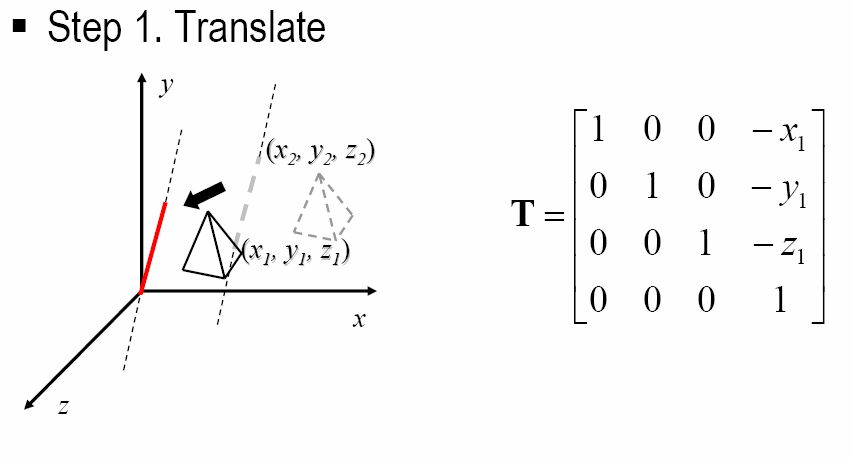 ▪ Step 1. Translate
y
(x₂, y₂, z₂)
(x₁, y₁, z₁)
x
z
T =
1 0 0 −x₁
0 1 0 −y₁
0 0 1 −z₁
0 0 0 1